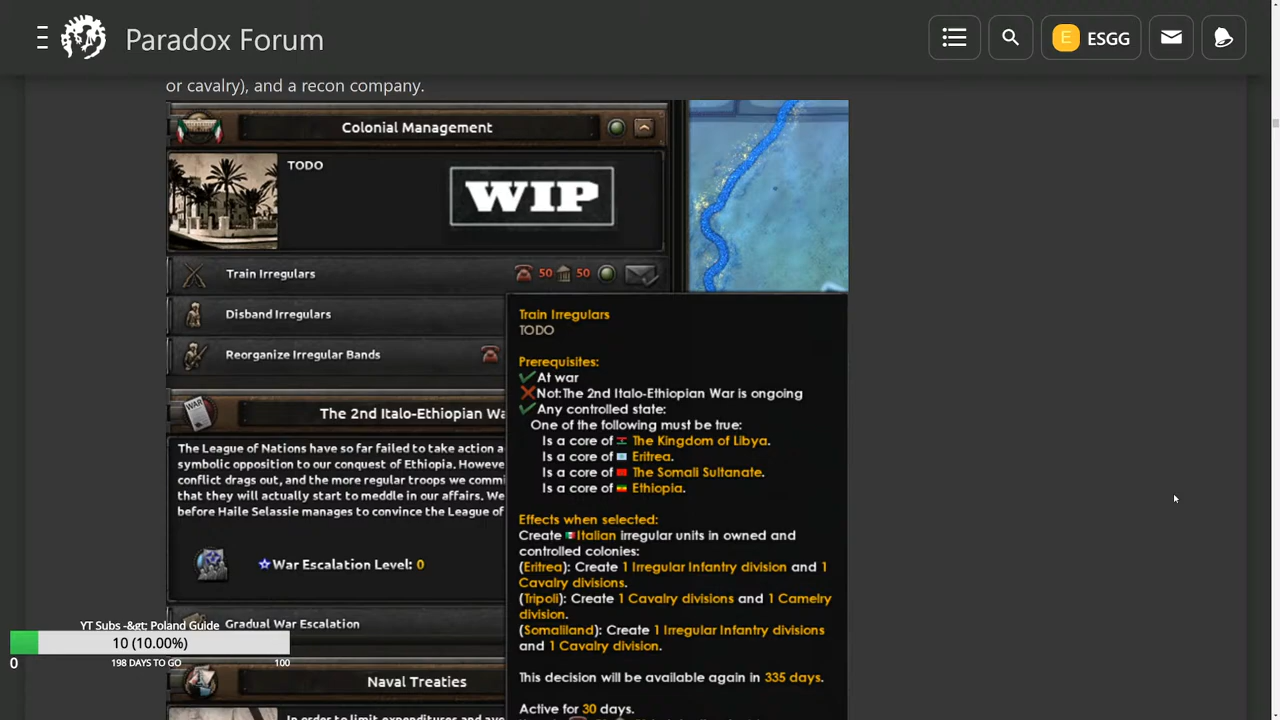 Paradox Forum
E ESGG
or cavalry), and a recon company.
Colonial Management
TODO
WIP
Train Irregulars
50 50
Disband Irregulars
Reorganize Irregular Bands
Train Irregulars
TODO
Prerequisites:
At war
Not:The 2nd Italo-Ethiopian War is ongoing
Any controlled state:
One of the following must be true:
Is a core of The Kingdom of Libya.
Is a core of Eritrea.
Is a core of The Somali Sultanate.
Is a core of Ethiopia.
Effects when selected:
Create Italian irregular units in owned and
controlled colonies:
(Eritrea): Create 1 Irregular Infantry division and 1
Cavalry divisions.
(Tripoli): Create 1 Cavalry divisions and 1 Camelry
division.
(Somaliland): Create 1 Irregular Infantry divisions
and 1 Cavalry division.
This decision will be available again in 335 days.
Active for 30 days.
The 2nd Italo-Ethiopian Wa
The League of Nations have so far failed to take action a
symbolic opposition to our conquest of Ethiopia. Howeve
conflict drags out, and the more regular troops we commi
that they will actually start to meddle in our affairs. We
before Haile Selassie manages to convince the League of
War Escalation Level: 0
Gradual War Escalation
YT Subs -&gt; Poland Guide
10 (10.00%)
0 198 DAYS TO GO 100
Naval Treaties